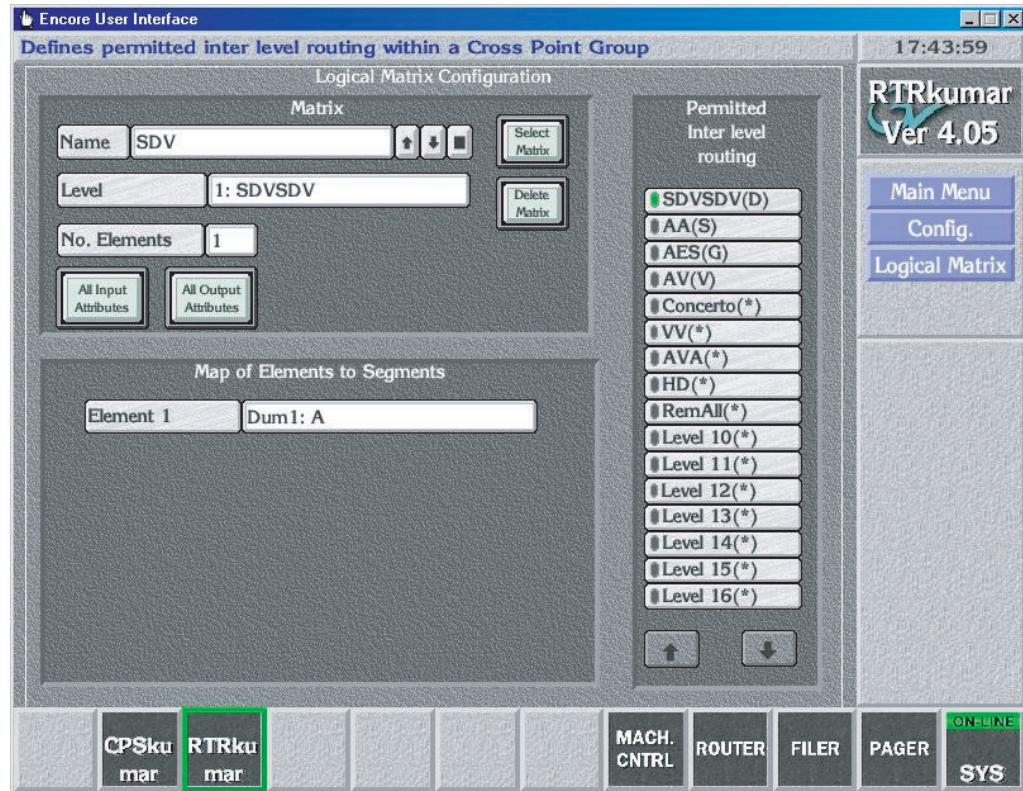 Encore User Interface
Defines permitted inter level routing within a Cross Point Group
17:43:59
Logical Matrix Configuration
Matrix
Name
SDV
Select
Matrix
Level
1: SDVSDV
Delete
Matrix
No. Elements
1
All Input
Attributes
All Output
Attributes
Map of Elements to Segments
Element 1
Dum1: A
Permitted
Inter level
routing
SDVSDV(D)
AA(S)
AES(G)
AV(V)
Concerto(*)
VV(*)
AVA(*)
HD(*)
RemAll(*)
Level 10(*)
Level 11(*)
Level 12(*)
Level 13(*)
Level 14(*)
Level 15(*)
Level 16(*)
RTRkumar
Ver 4.05
Main Menu
Config.
Logical Matrix
CPSku
mar
RTRku
mar
MACH.
CNTRL
ROUTER
FILER
PAGER
ON-LINE
SYS